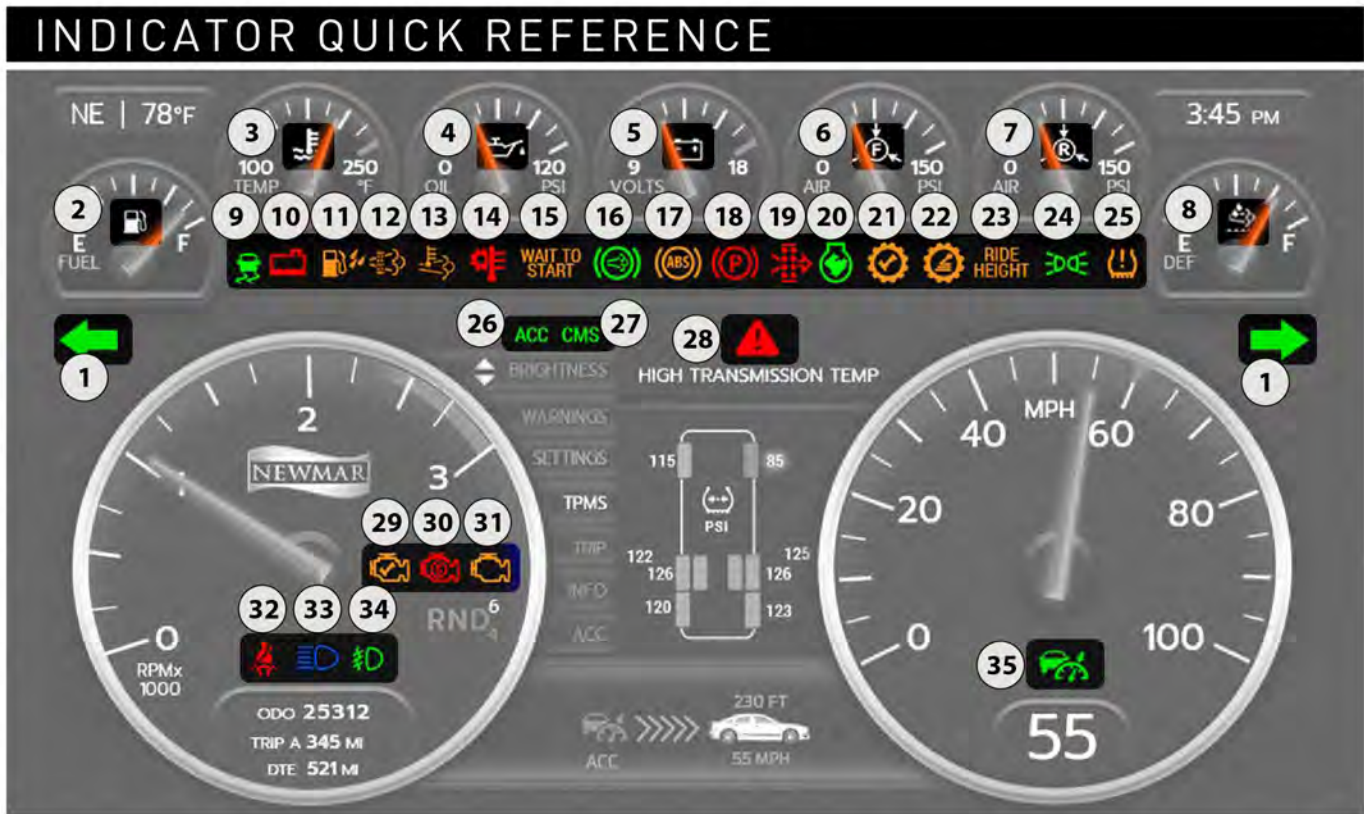 INDICATOR QUICK REFERENCE
NE | 78°F
3:45 PM
3 4 5 6 7
100 250
TEMP °F
0 120
OIL PSI
9 18
VOLTS
F
0 150
AIR PSI
R
0 150
AIR PSI
2
E F
FUEL
8
E F
DEF
9 10 11 12 13 14 15 16 17 18 19 20 21 22 23 24 25
WAIT TO
START
ABS
P
RIDE
HEIGHT
!
1
26 27
ACC CMS
28
HIGH TRANSMISSION TEMP
1
BRIGHTNESS
WARNINGS
SETTINGS
TPMS
TRIP
INFO
ACC
0 1 2 3
RPMx
1000
NEWMAR
29 30 31
RND 6
4
32 33 34
ODO 25312
TRIP A 345 MI
DTE 521 MI
115 85
PSI
122 125
126 126
120 123
ACC
230 FT
55 MPH
MPH
0 20 40 60 80 100
35
55